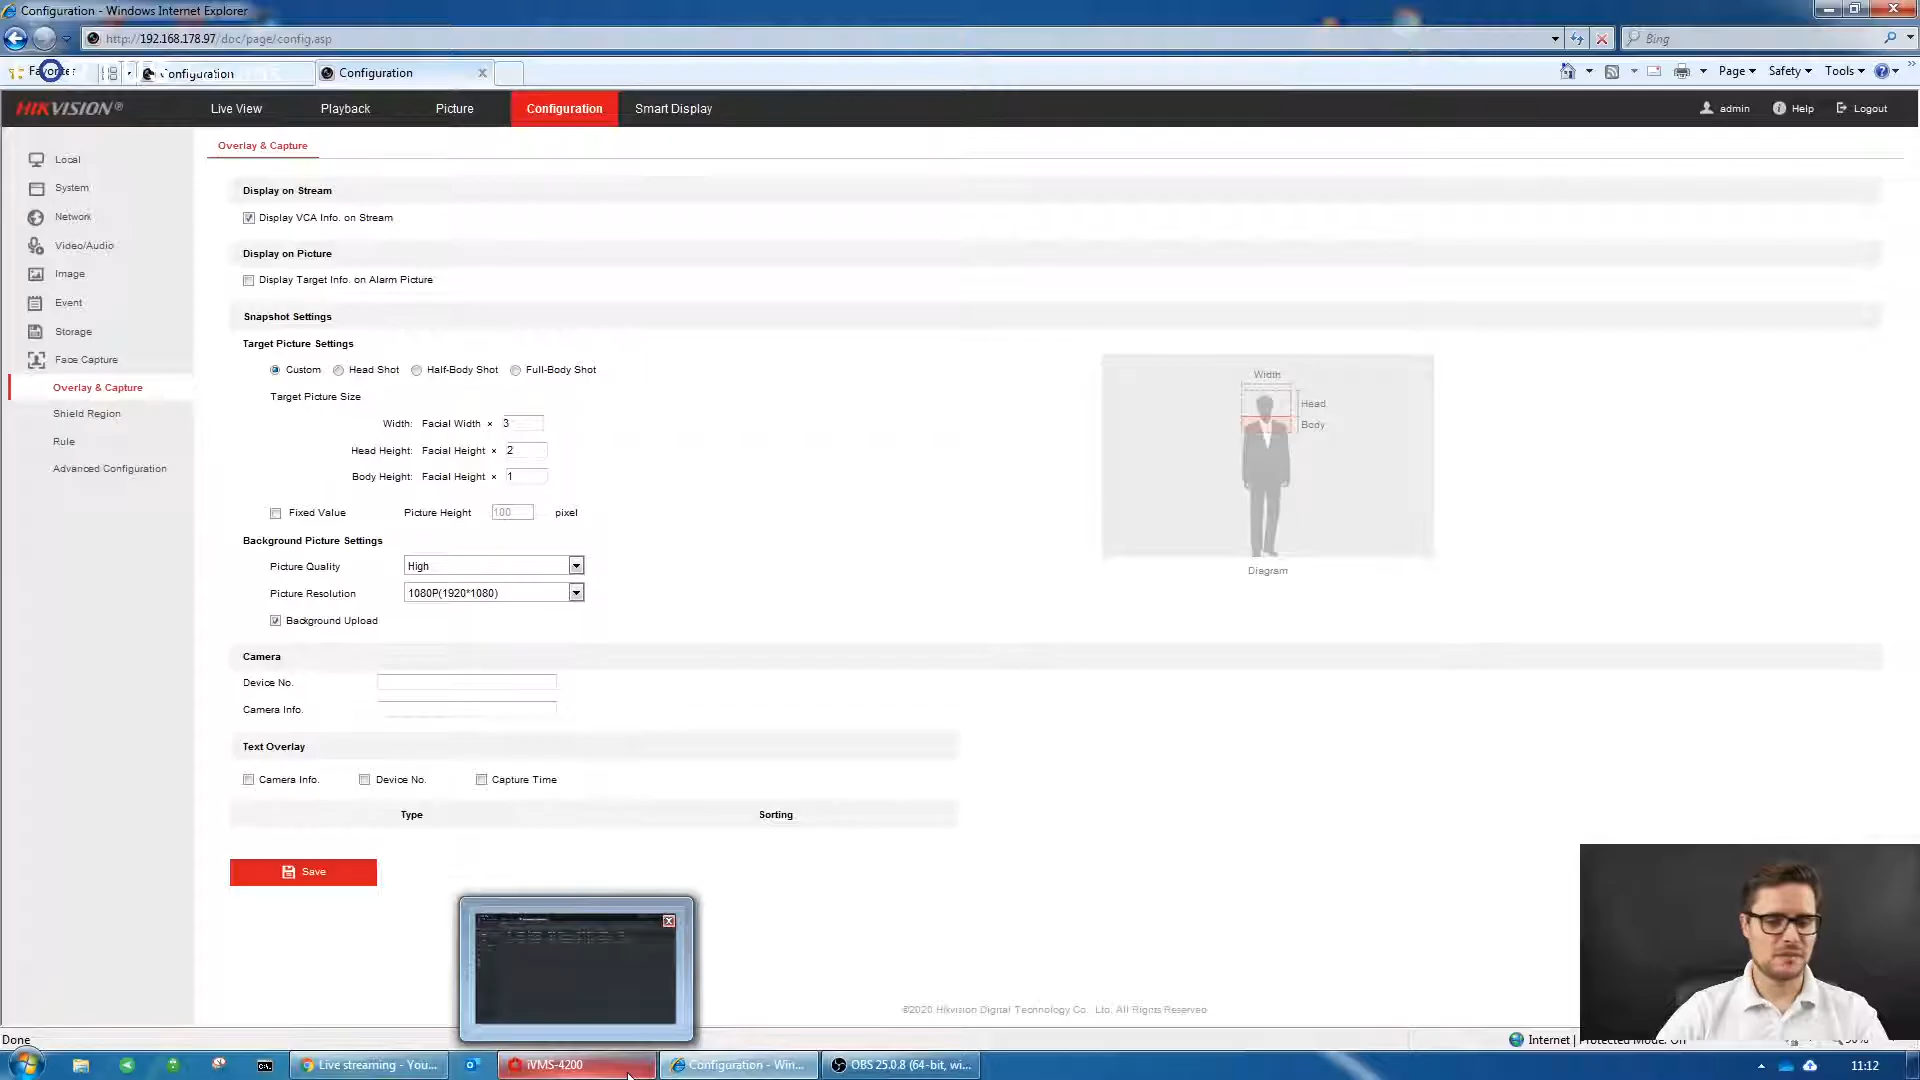 Configuration - Windows Internet Explorer
http://192.168.178.97/doc/page/config.asp
Bing
Configuration
Configuration
Page
Safety
Tools
HIKVISION®
Live View
Playback
Picture
Configuration
Smart Display
admin
Help
Logout
Local
System
Network
Video/Audio
Image
Event
Storage
Face Capture
Overlay & Capture
Shield Region
Rule
Advanced Configuration
Overlay & Capture
Display on Stream
Display VCA Info. on Stream
Display on Picture
Display Target Info. on Alarm Picture
Snapshot Settings
Target Picture Settings
Custom
Head Shot
Half-Body Shot
Full-Body Shot
Target Picture Size
Width: Facial Width × 3
Head Height: Facial Height × 2
Body Height: Facial Height × 1
Fixed Value
Picture Height 100 pixel
Width
Head
Body
Diagram
Background Picture Settings
Picture Quality High
Picture Resolution 1080P(1920*1080)
Background Upload
Camera
Device No.
Camera Info.
Text Overlay
Camera Info.
Device No.
Capture Time
Type
Sorting
Save
©2020 Hikvision Digital Technology Co., Ltd. All Rights Reserved
Done
Internet |
Live streaming - You...
iVMS-4200
Configuration - Win...
OBS 25.0.8 (64-bit, wi...
11:12